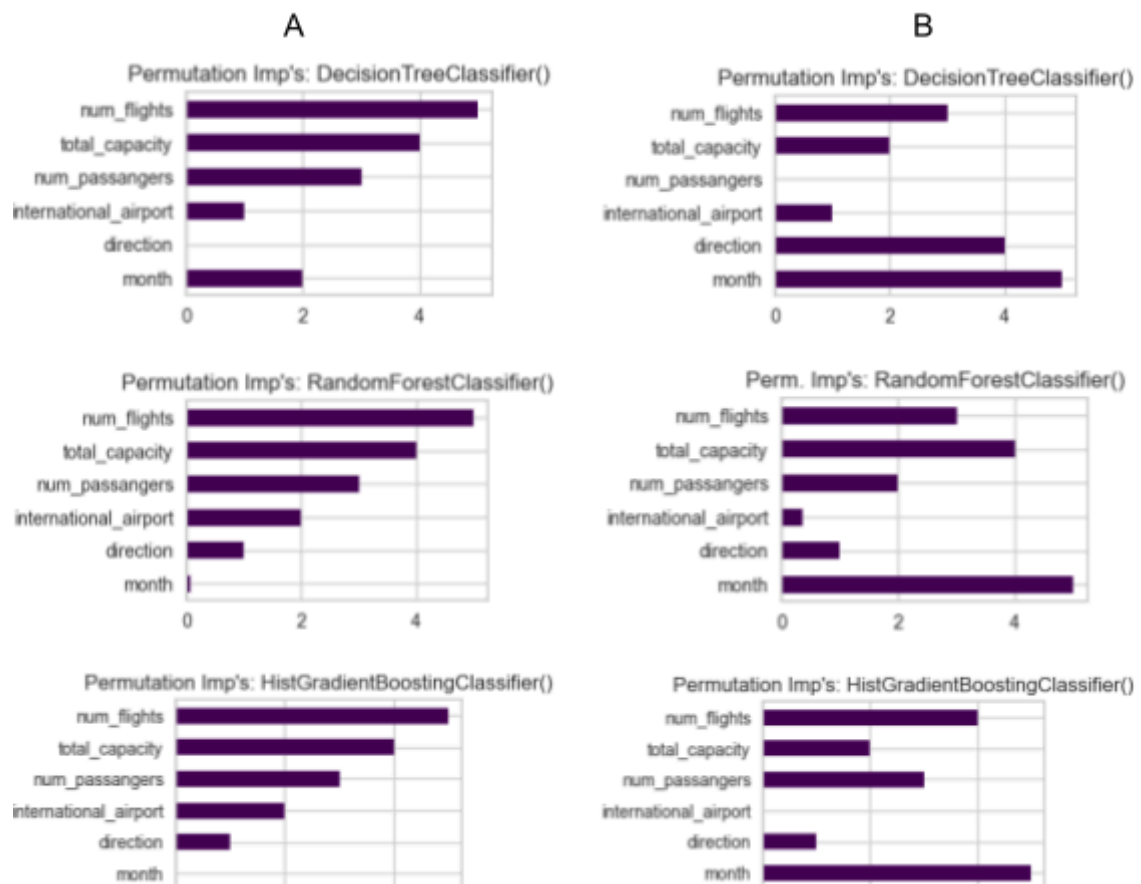 A
Permutation Imp's: DecisionTreeClassifier()
num_flights
total_capacity
num_passangers
international_airport
direction
month
0 2 4
Permutation Imp's: RandomForestClassifier()
num_flights
total_capacity
num_passangers
international_airport
direction
month
0 2 4
Permutation Imp's: HistGradientBoostingClassifier()
num_flights
total_capacity
num_passangers
international_airport
direction
month
B
Permutation Imp's: DecisionTreeClassifier()
num_flights
total_capacity
num_passangers
international_airport
direction
month
0 2 4
Perm. Imp's: RandomForestClassifier()
num_flights
total_capacity
num_passangers
international_airport
direction
month
0 2 4
Permutation Imp's: HistGradientBoostingClassifier()
num_flights
total_capacity
num_passangers
international_airport
direction
month